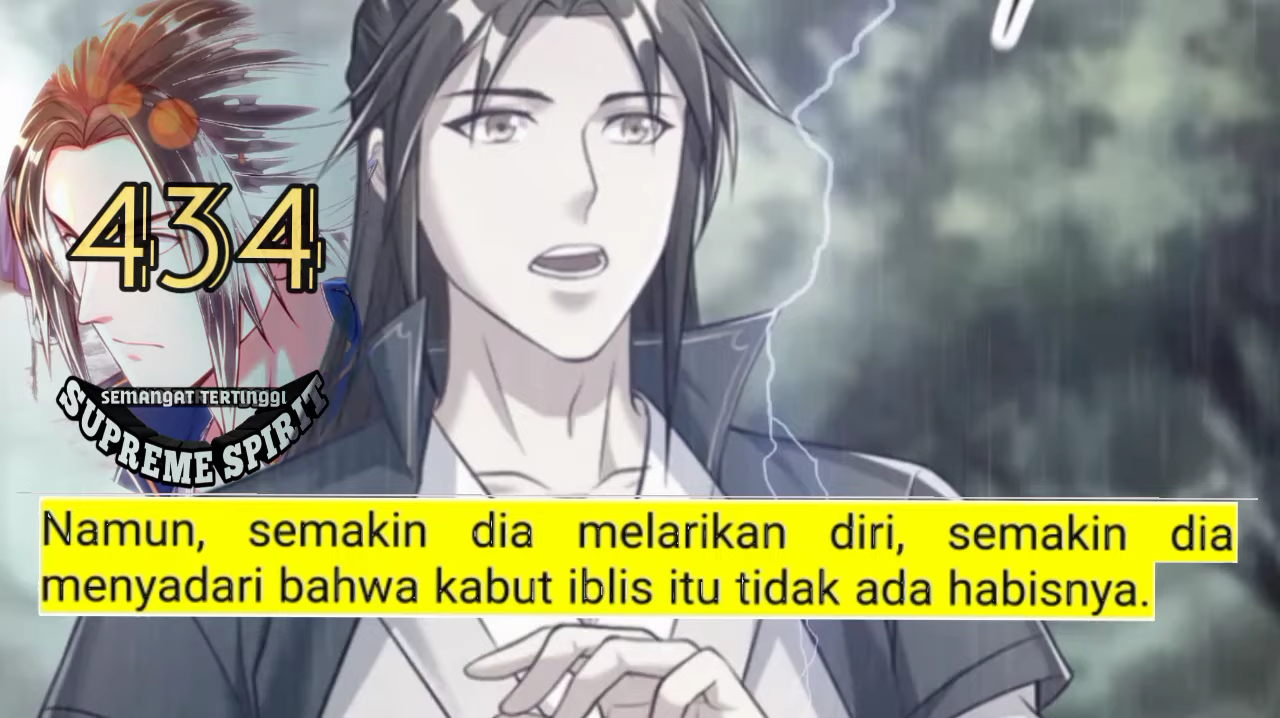 434
SEMANGAT TERTINGGI
SUPREME SPIRIT
Namun, semakin dia melarikan diri, semakin dia
menyadari bahwa kabut iblis itu tidak ada habisnya.